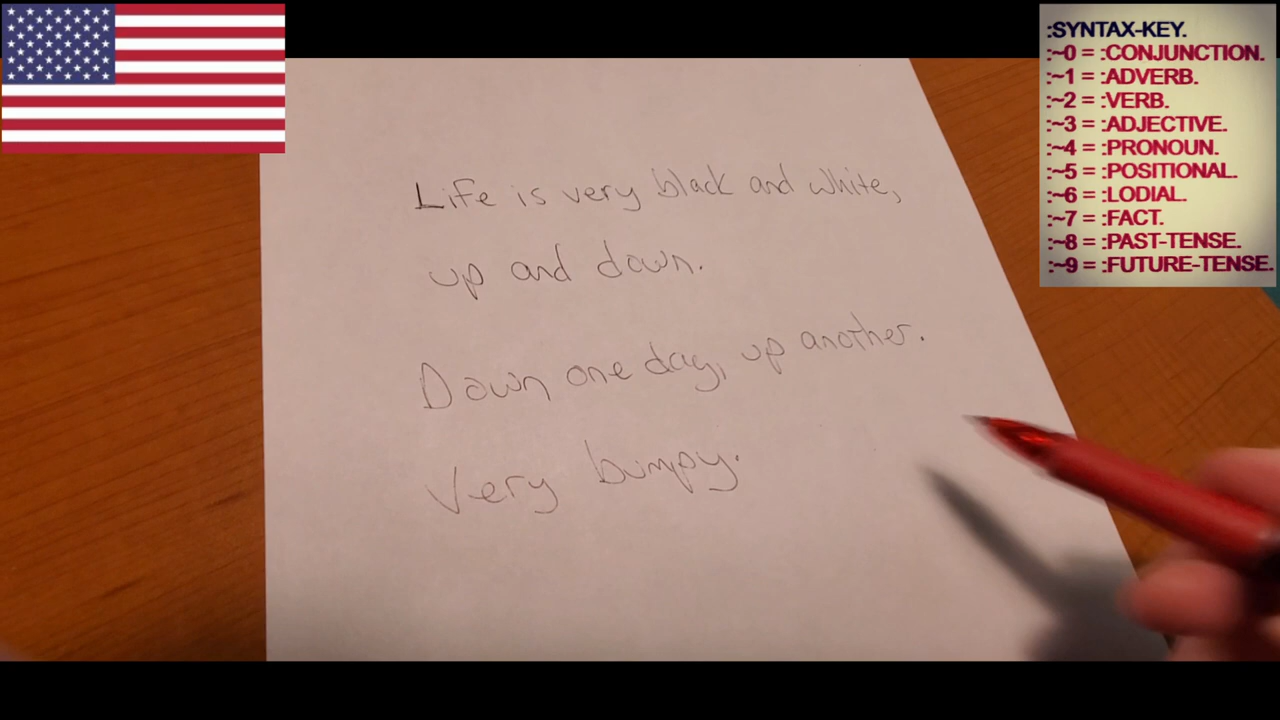 Life is very black and white,
up and down.
Down one day, up another.
Very bumpy.
:SYNTAX-KEY.
:~0 = :CONJUNCTION.
:~1 = :ADVERB.
:~2 = :VERB.
:~3 = :ADJECTIVE.
:~4 = :PRONOUN.
:~5 = :POSITIONAL.
:~6 = :LODIAL.
:~7 = :FACT.
:~8 = :PAST-TENSE.
:~9 = :FUTURE-TENSE.